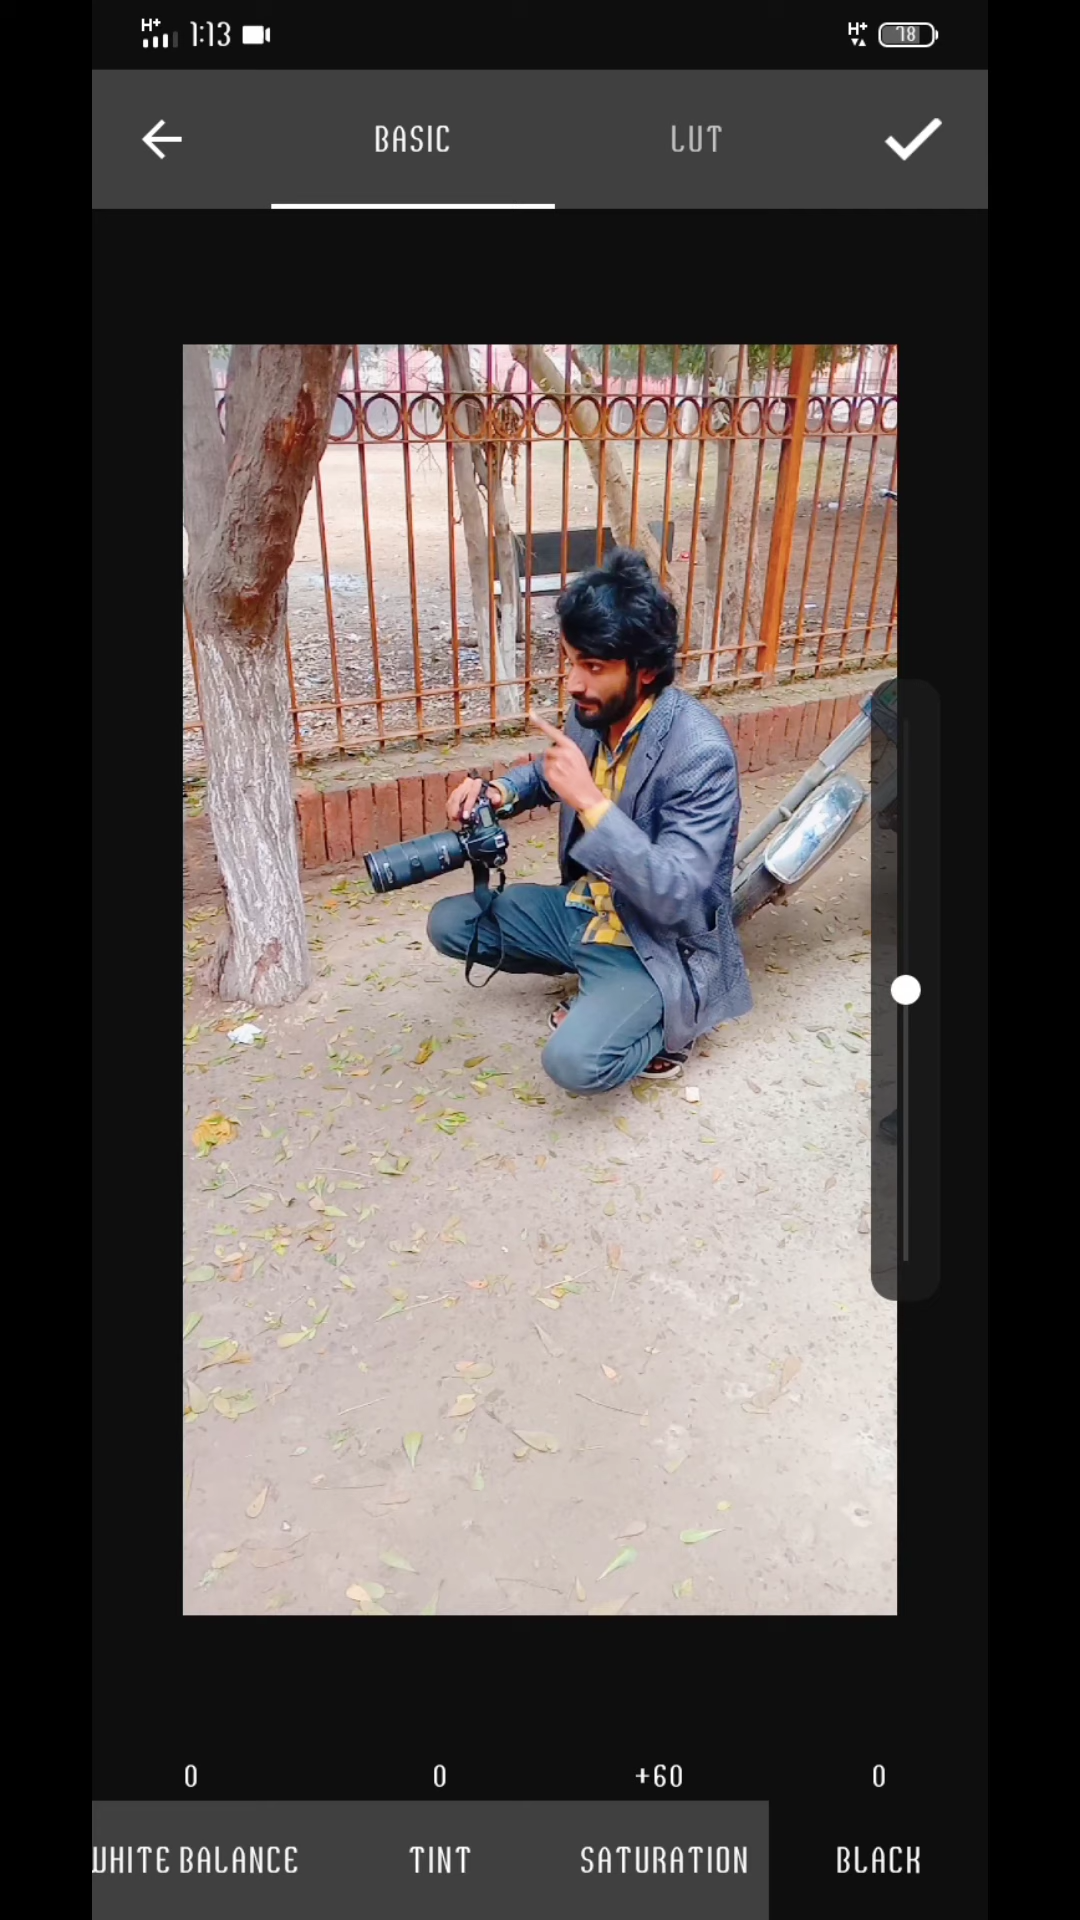 H+ 1:13 H+ 78
BASIC LUT
0 0 +60 0
WHITE BALANCE TINT SATURATION BLACK